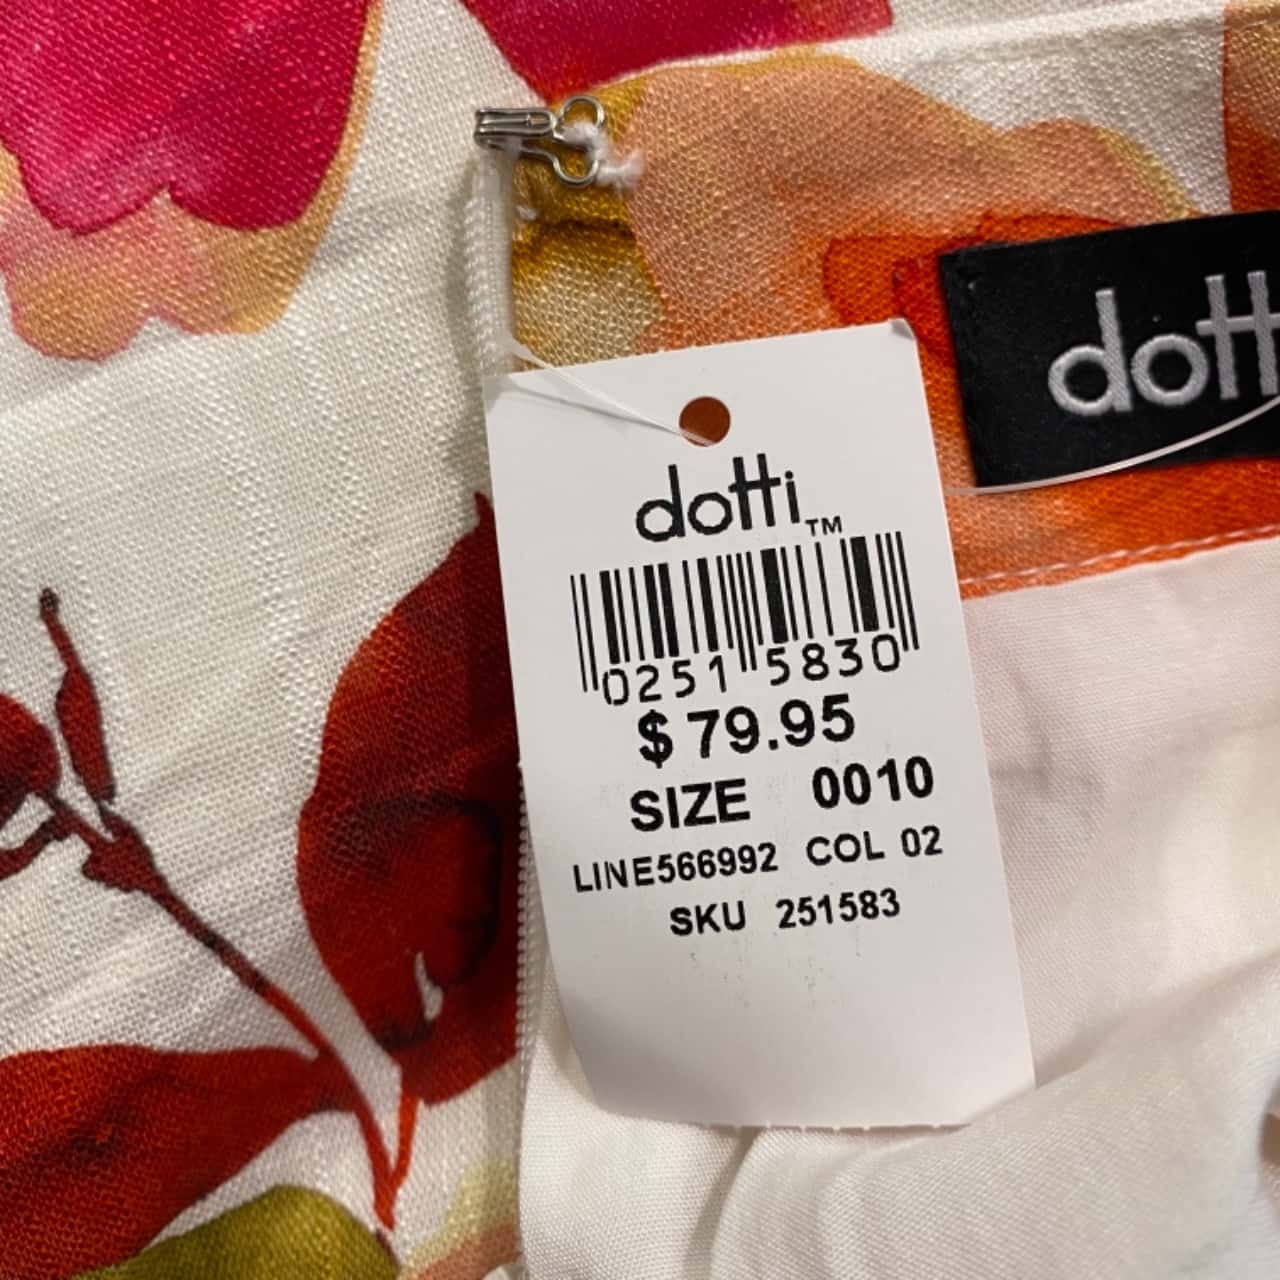 dotti
dotti™
0251 5830
$79.95
SIZE 0010
LINE566992 COL 02
SKU 251583